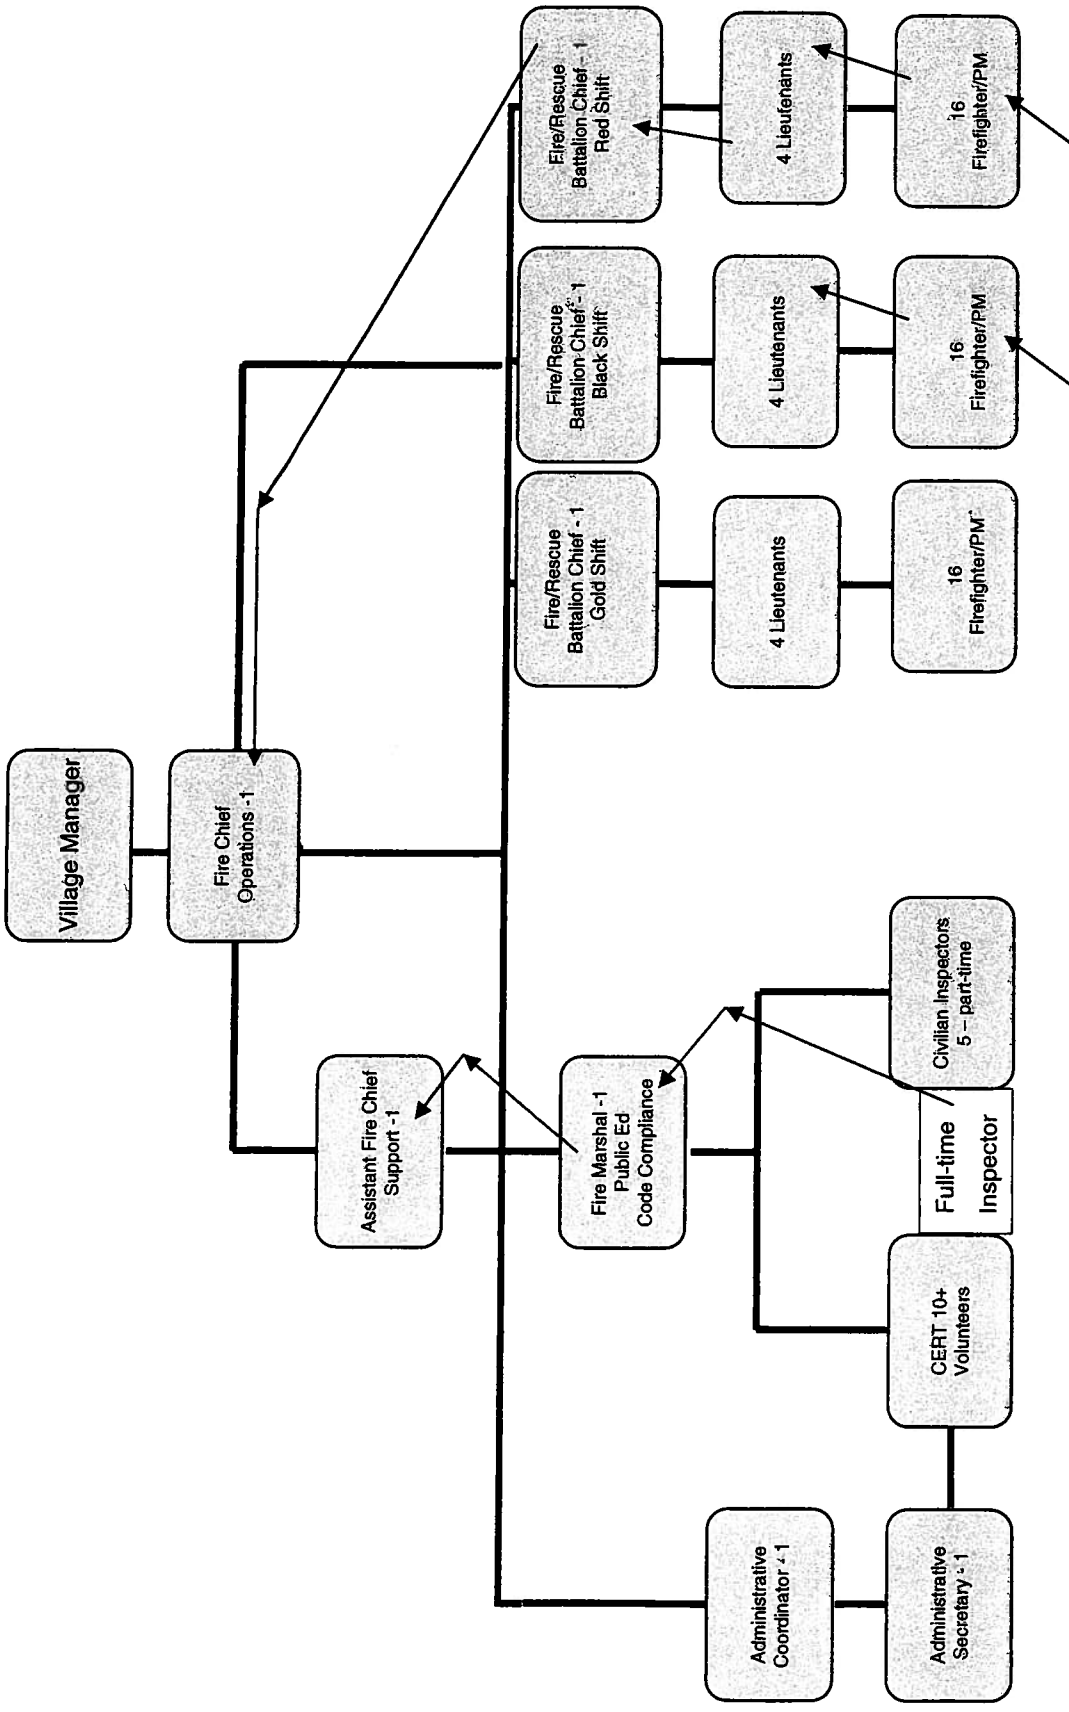 Village Manager
Fire Chief
Operations -1
Assistant Fire Chief
Support -1
Fire Marshal -1
Public Ed
Code Compliance
Administrative
Coordinator - 1
Administrative
Secretary - 1
CERT 10+
Volunteers
Full-time
Inspector
Civilian Inspectors
5 – part-time
Fire/Rescue
Battalion Chief - 1
Gold Shift
4 Lieutenants
16
Firefighter/PM
Fire/Rescue
Battalion Chief - 1
Black Shift
4 Lieutenants
16
Firefighter/PM
Fire/Rescue
Battalion Chief - 1
Red Shift
4 Lieutenants
16
Firefighter/PM